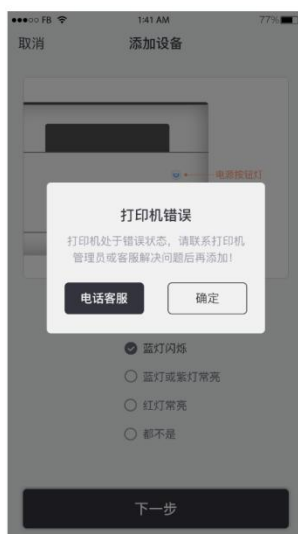 FB 1:41 AM 77%
取消 添加设备
电源按钮灯
打印机错误
打印机处于错误状态，请联系打印机
管理员或客服解决问题后再添加！
电话客服 确定
蓝灯闪烁
蓝灯或紫灯常亮
红灯常亮
都不是
下一步